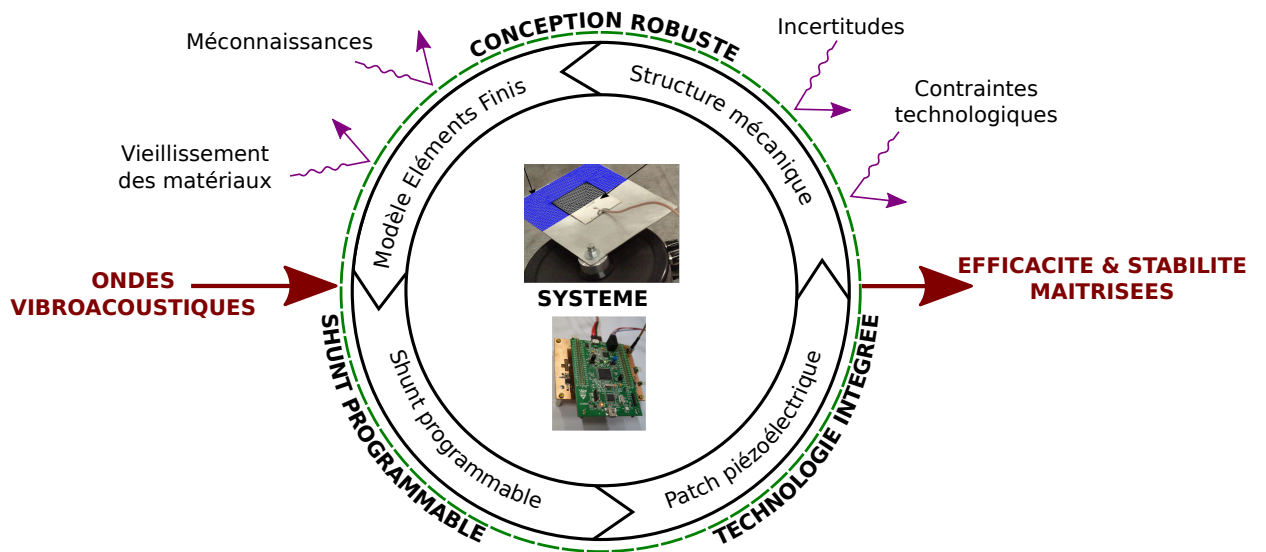 CONCEPTION ROBUSTE
Incertitudes
Méconnaissances
Structure mécanique
Modèle Eléments Finis
Contraintes
technologiques
Vieillissement
des matériaux
ONDES
VIBROACOUSTIQUES
EFFICACITE & STABILITE
MAITRISEES
SYSTEME
SHUNT PROGRAMMABLE
Shunt programmable
Patch piézoélectrique
TECHNOLOGIE INTEGREE